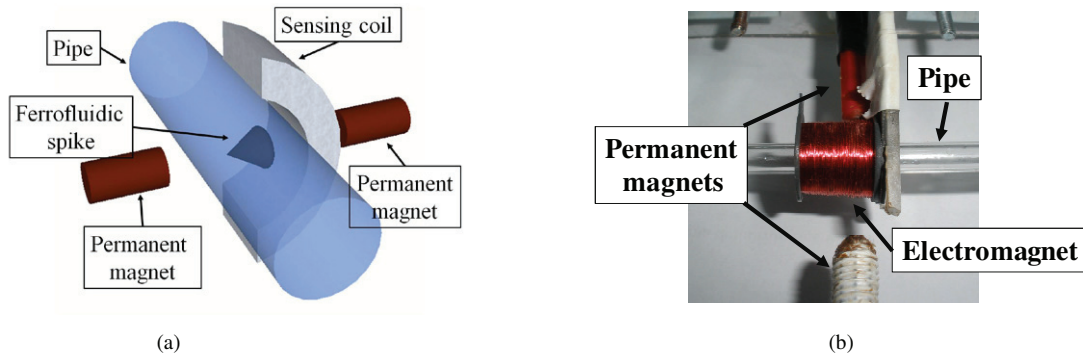 Sensing coil
Pipe
Ferrofluidic
spike
Permanent
magnet
Permanent
magnet
(a)
Pipe
Permanent
magnets
Electromagnet
(b)